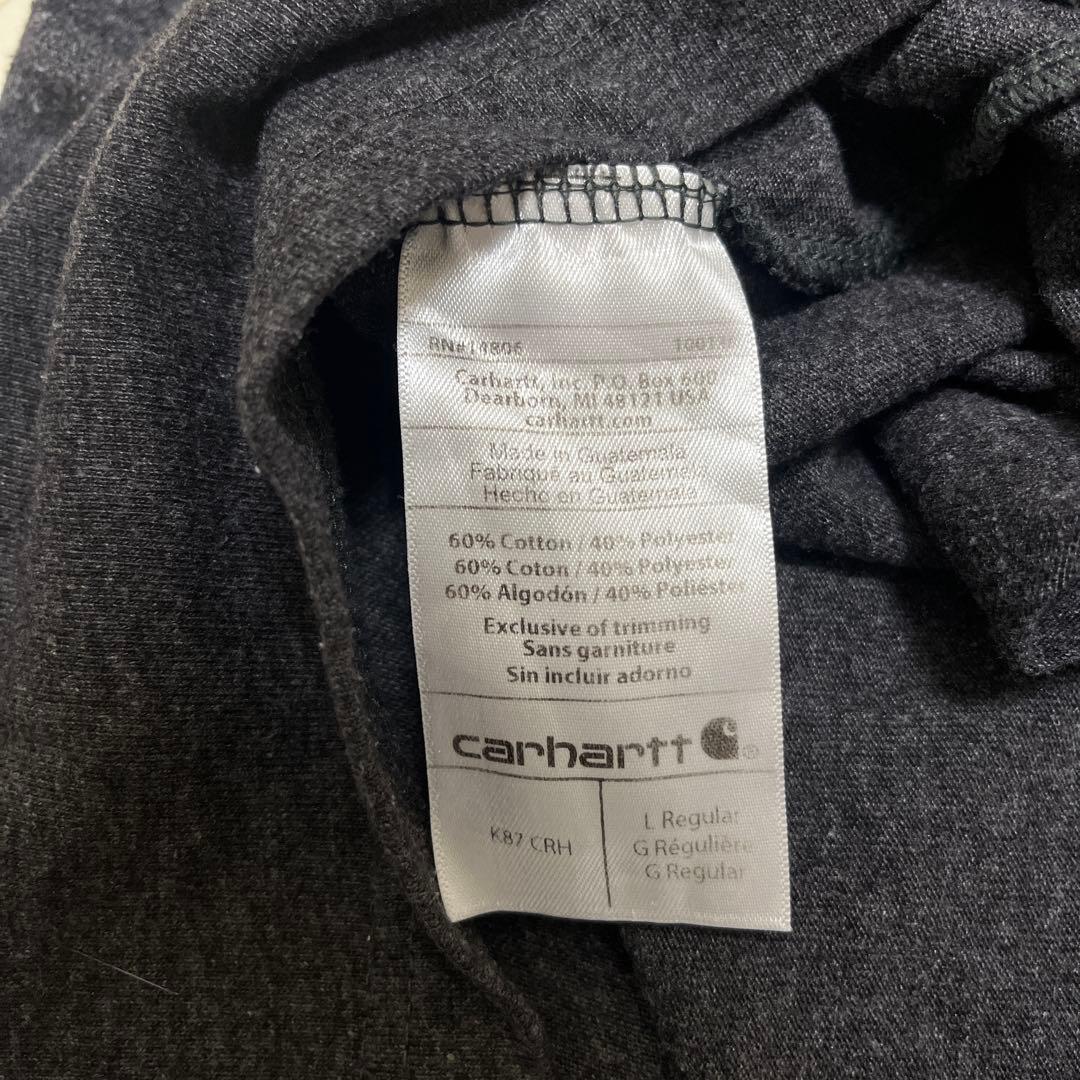 RN#14806
Carhartt, Inc. P.O. Box 600
Dearborn, MI 48121 USA
carhartt.com
Made in Guatemala
Fabriqué au Guatemala
Hecho en Guatemala
60% Cotton / 40% Polyester
60% Coton / 40% Polyester
60% Algodón / 40% Poliéster
Exclusive of trimming
Sans garniture
Sin incluir adorno
carhartt ®
K87 CRH
L Regular
G Régulière
G Regular